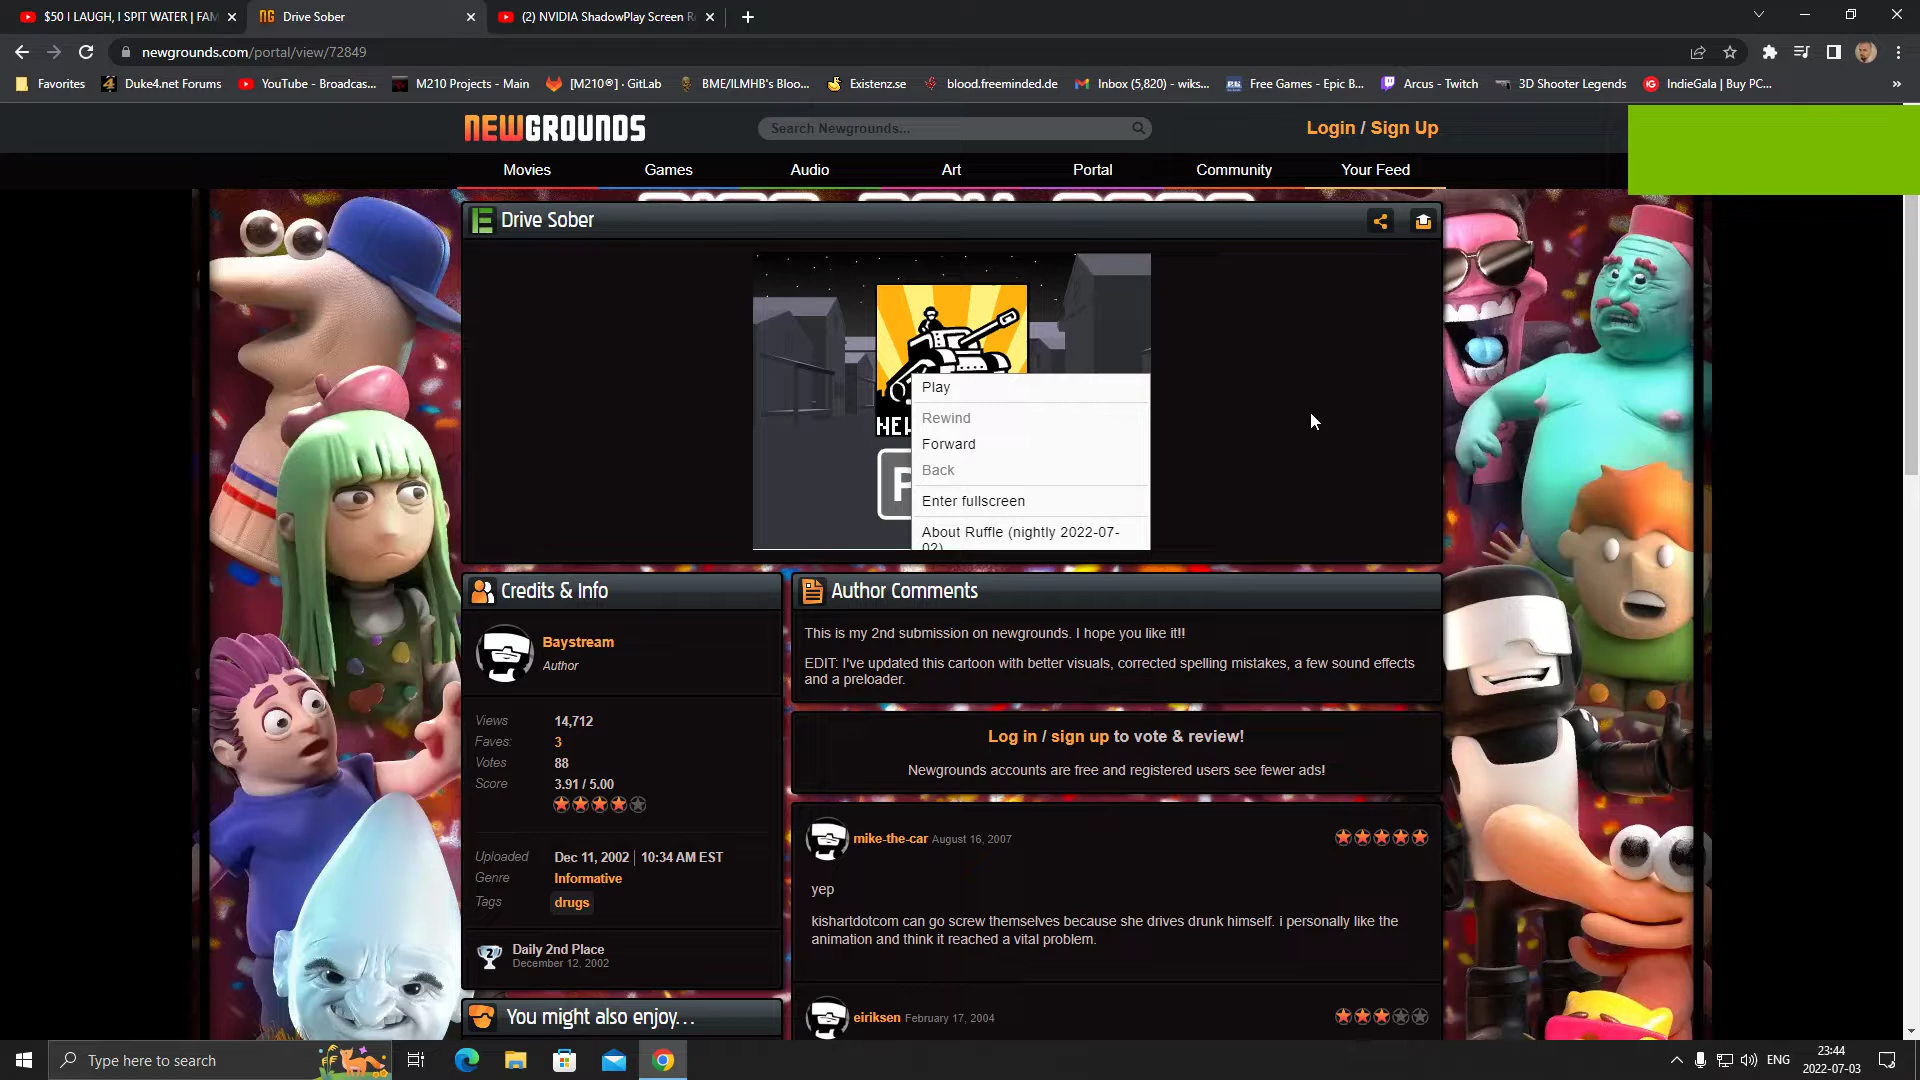 $50 I LAUGH, I SPIT WATER | FAM
Drive Sober
(2) NVIDIA ShadowPlay Screen R
newgrounds.com/portal/view/72849
Favorites
Duke4.net Forums
YouTube - Broadcas...
M210 Projects - Main
[M210®] · GitLab
BME/ILMHB's Bloo...
Existenz.se
blood.freeminded.de
Inbox (5,820) - wiks...
Free Games - Epic B...
Arcus - Twitch
3D Shooter Legends
IndieGala | Buy PC...
NEWGROUNDS
Search Newgrounds...
Login / Sign Up
Movies
Games
Audio
Art
Portal
Community
Your Feed
E Drive Sober
NEW
P
Play
Rewind
Forward
Back
Enter fullscreen
About Ruffle (nightly 2022-07-
02)
Credits & Info
Baystream
Author
Views 14,712
Faves: 3
Votes 88
Score 3.91 / 5.00
Uploaded Dec 11, 2002 | 10:34 AM EST
Genre Informative
Tags drugs
2
Daily 2nd Place
December 12, 2002
You might also enjoy…
Author Comments
This is my 2nd submission on newgrounds. I hope you like it!!
EDIT: I've updated this cartoon with better visuals, corrected spelling mistakes, a few sound effects
and a preloader.
Log in / sign up to vote & review!
Newgrounds accounts are free and registered users see fewer ads!
mike-the-car August 16, 2007
yep
kishartdotcom can go screw themselves because she drives drunk himself. i personally like the
animation and think it reached a vital problem.
eiriksen February 17, 2004
Type here to search
ENG
23:44
2022-07-03